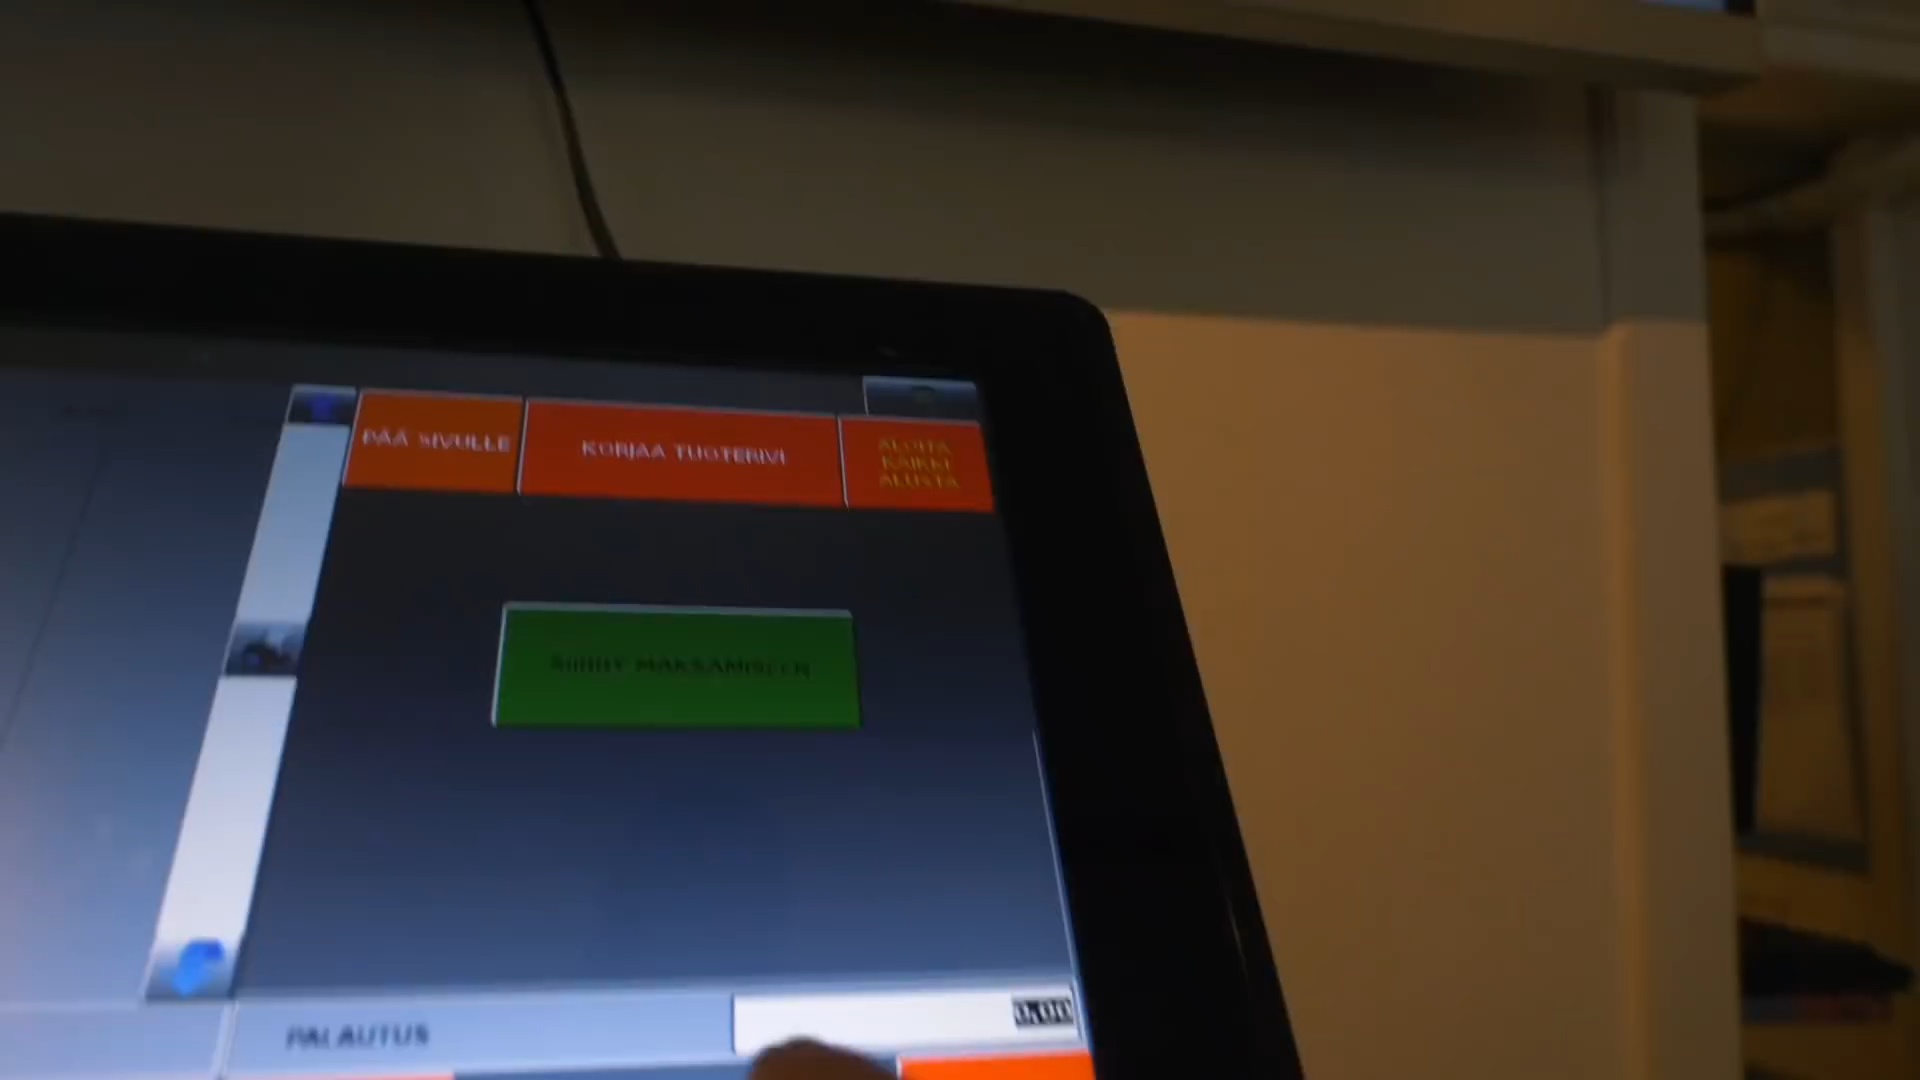 PÄÄ SIVULLE
KORJAA TUOTERIVI
ALOITA
KAIKKI
ALUSTA
SIIRRY MAKSAMISEEN
PALAUTUS
0,00